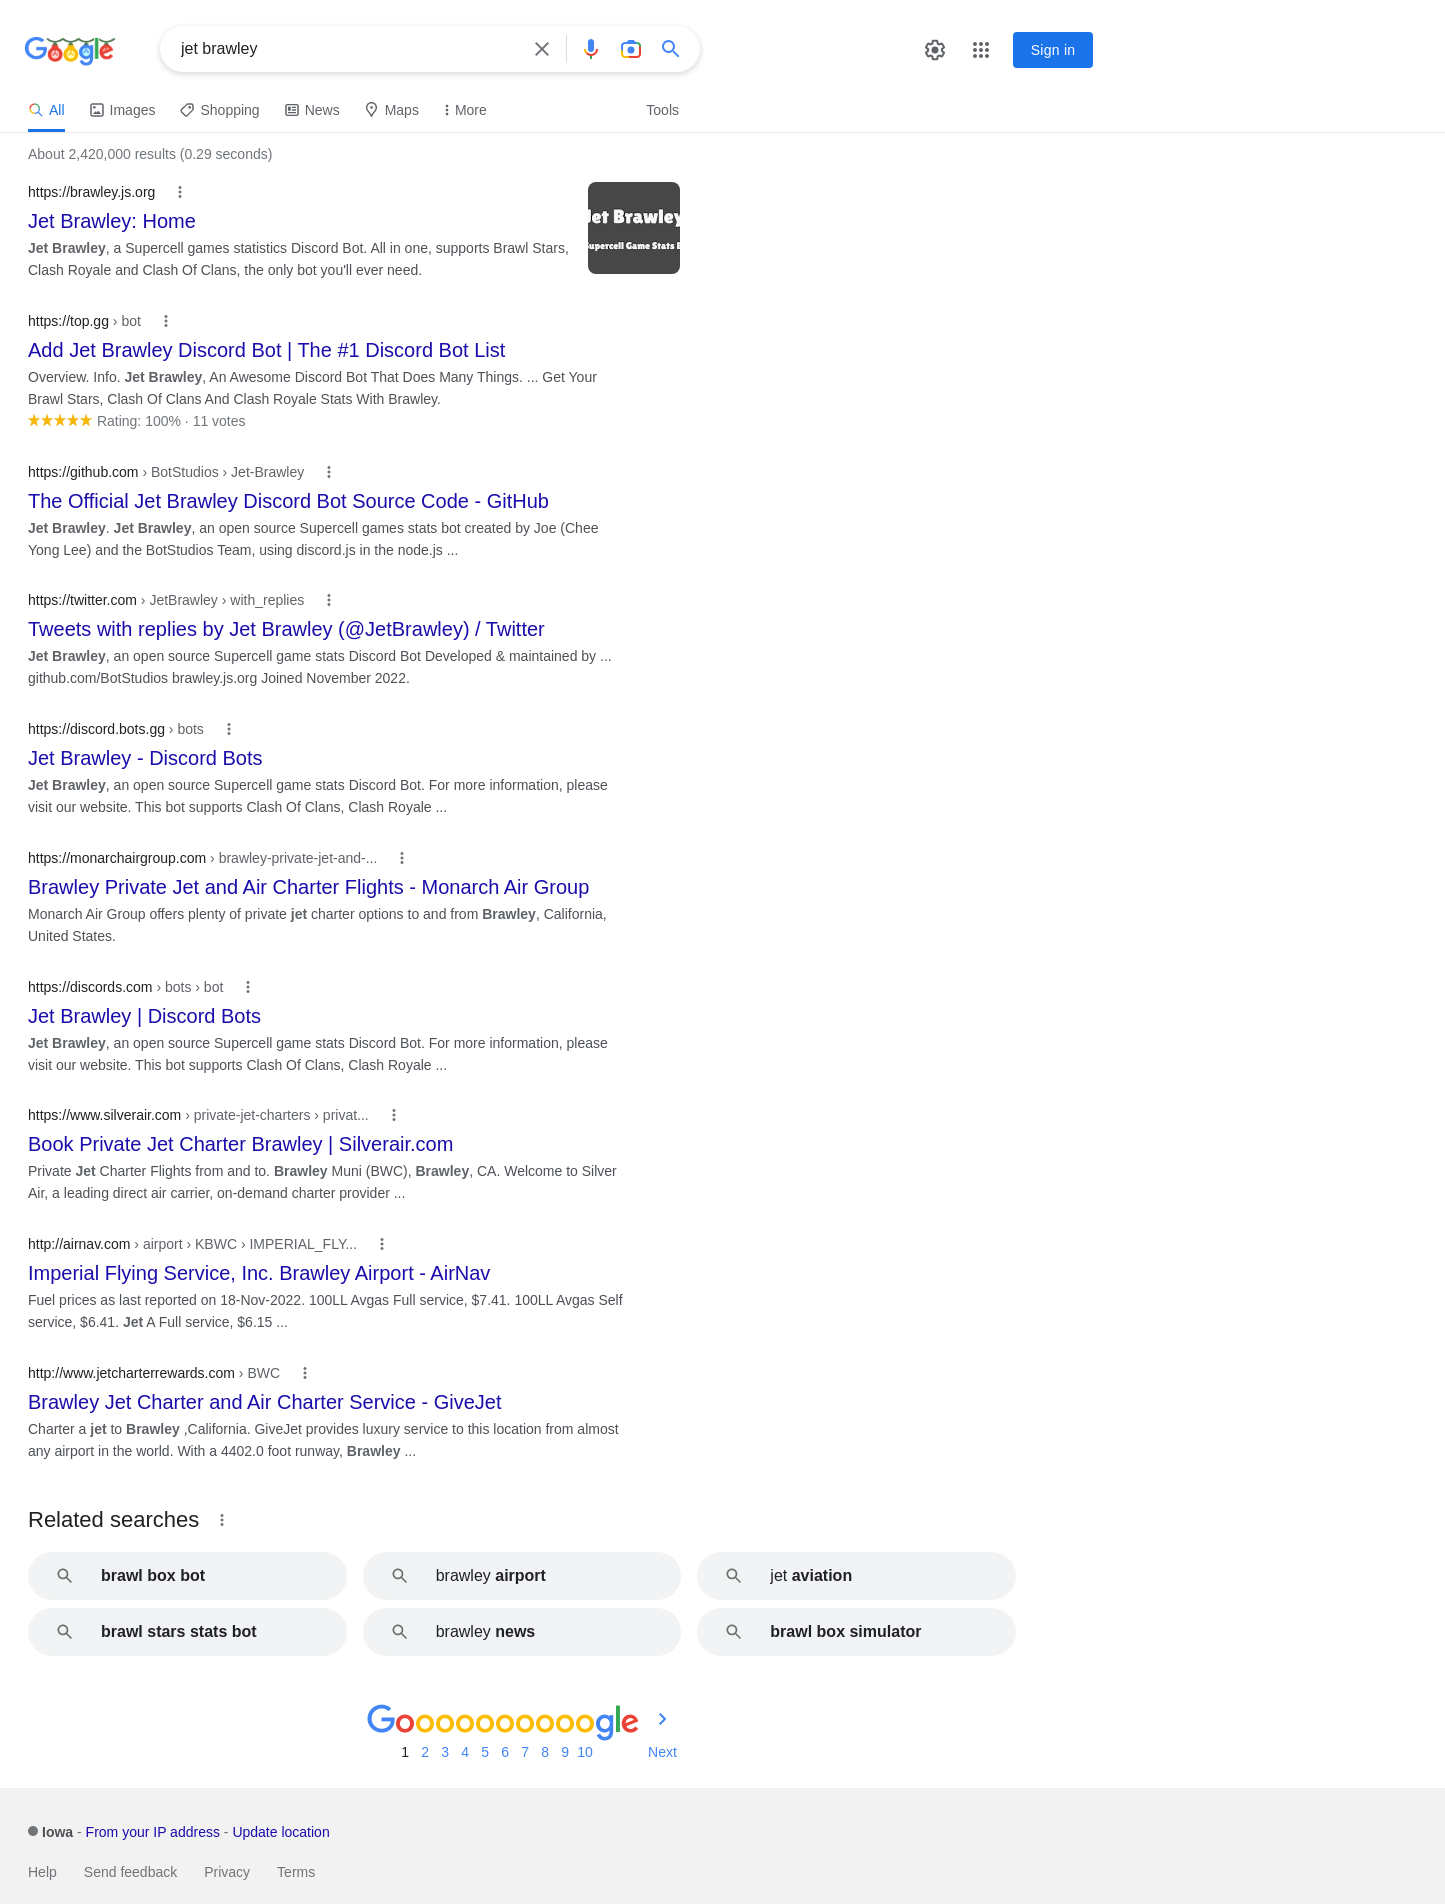 Google
jet brawley
Sign in
All Images Shopping News Maps More Tools
About 2,420,000 results (0.29 seconds)
https://brawley.js.org
Jet Brawley: Home
Jet Brawley, a Supercell games statistics Discord Bot. All in one, supports Brawl Stars,
Clash Royale and Clash Of Clans, the only bot you'll ever need.
Jet Brawley
Supercell Game Stats
https://top.gg › bot
Add Jet Brawley Discord Bot | The #1 Discord Bot List
Overview. Info. Jet Brawley, An Awesome Discord Bot That Does Many Things. ... Get Your
Brawl Stars, Clash Of Clans And Clash Royale Stats With Brawley.
Rating: 100% · 11 votes
https://github.com › BotStudios › Jet-Brawley
The Official Jet Brawley Discord Bot Source Code - GitHub
Jet Brawley. Jet Brawley, an open source Supercell games stats bot created by Joe (Chee
Yong Lee) and the BotStudios Team, using discord.js in the node.js ...
https://twitter.com › JetBrawley › with_replies
Tweets with replies by Jet Brawley (@JetBrawley) / Twitter
Jet Brawley, an open source Supercell game stats Discord Bot Developed & maintained by ...
github.com/BotStudios brawley.js.org Joined November 2022.
https://discord.bots.gg › bots
Jet Brawley - Discord Bots
Jet Brawley, an open source Supercell game stats Discord Bot. For more information, please
visit our website. This bot supports Clash Of Clans, Clash Royale ...
https://monarchairgroup.com › brawley-private-jet-and-...
Brawley Private Jet and Air Charter Flights - Monarch Air Group
Monarch Air Group offers plenty of private jet charter options to and from Brawley, California,
United States.
https://discords.com › bots › bot
Jet Brawley | Discord Bots
Jet Brawley, an open source Supercell game stats Discord Bot. For more information, please
visit our website. This bot supports Clash Of Clans, Clash Royale ...
https://www.silverair.com › private-jet-charters › privat...
Book Private Jet Charter Brawley | Silverair.com
Private Jet Charter Flights from and to. Brawley Muni (BWC), Brawley, CA. Welcome to Silver
Air, a leading direct air carrier, on-demand charter provider ...
http://airnav.com › airport › KBWC › IMPERIAL_FLY...
Imperial Flying Service, Inc. Brawley Airport - AirNav
Fuel prices as last reported on 18-Nov-2022. 100LL Avgas Full service, $7.41. 100LL Avgas Self
service, $6.41. Jet A Full service, $6.15 ...
http://www.jetcharterrewards.com › BWC
Brawley Jet Charter and Air Charter Service - GiveJet
Charter a jet to Brawley ,California. GiveJet provides luxury service to this location from almost
any airport in the world. With a 4402.0 foot runway, Brawley ...
Related searches
brawl box bot brawley airport jet aviation
brawl stars stats bot brawley news brawl box simulator
Goooooooooogle
1 2 3 4 5 6 7 8 9 10 Next
Iowa - From your IP address - Update location
Help Send feedback Privacy Terms